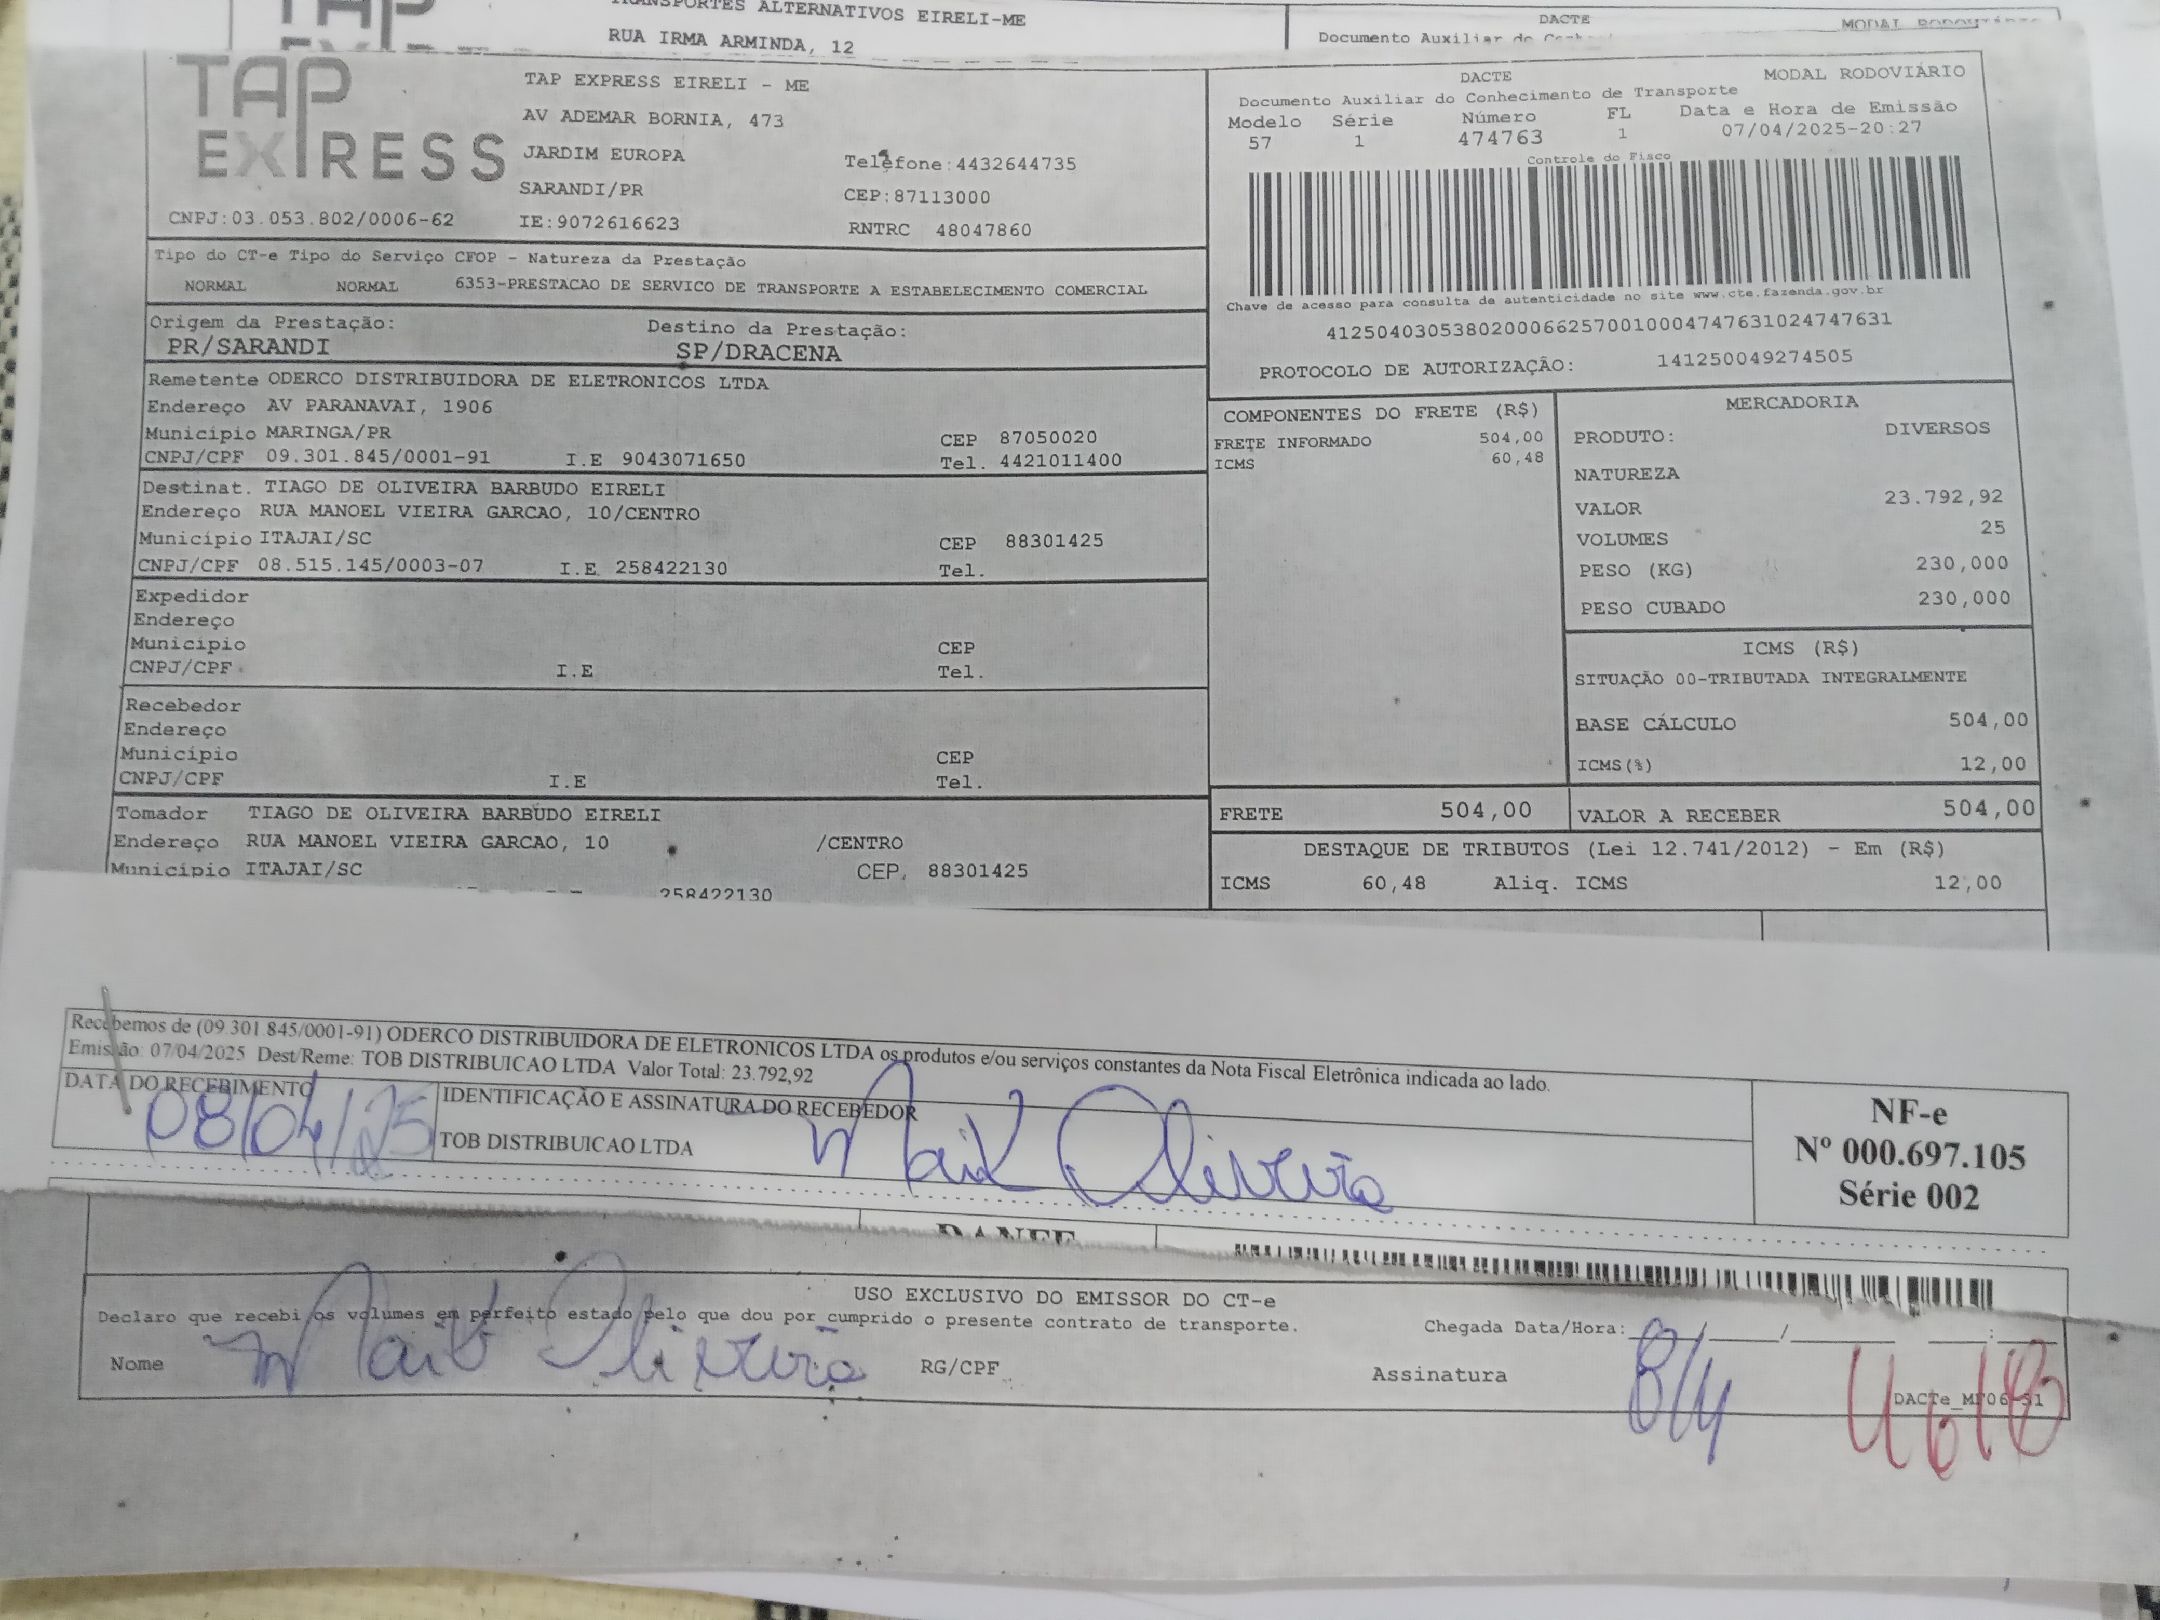 TRANSPORTES ALTERNATIVOS EIRELI-ME
RUA IRMA ARMINDA, 12
DACTE
MODAL
Documento Auxiliar do
TAP EXPRESS
TAP EXPRESS EIRELI - ME
AV ADEMAR BORNIA, 473
JARDIM EUROPA
Telefone:4432644735
SARANDI/PR
CEP:87113000
CNPJ:03.053.802/0006-62
IE:9072616623
RNTRC 48047860
DACTE
MODAL RODOVIÁRIO
Documento Auxiliar do Conhecimento de Transporte
Modelo Série Número FL Data e Hora de Emissão
57 1 474763 1 07/04/2025-20:27
Controle do Fisco
Chave de acesso para consulta de autenticidade no site www.cte.fazenda.gov.br
41250403053802000662570010004747631024747631
PROTOCOLO DE AUTORIZAÇÃO: 141250049274505
Tipo do CT-e Tipo do Serviço CFOP - Natureza da Prestação
NORMAL NORMAL 6353-PRESTACAO DE SERVICO DE TRANSPORTE A ESTABELECIMENTO COMERCIAL
Origem da Prestação: Destino da Prestação:
PR/SARANDI SP/DRACENA
Remetente ODERCO DISTRIBUIDORA DE ELETRONICOS LTDA
Endereço AV PARANAVAI, 1906
Município MARINGA/PR CEP 87050020
CNPJ/CPF 09.301.845/0001-91 I.E 9043071650 Tel. 4421011400
Destinat. TIAGO DE OLIVEIRA BARBUDO EIRELI
Endereço RUA MANOEL VIEIRA GARCAO, 10/CENTRO
Município ITAJAI/SC CEP 88301425
CNPJ/CPF 08.515.145/0003-07 I.E 258422130 Tel.
Expedidor
Endereço
Município CEP
CNPJ/CPF I.E Tel.
Recebedor
Endereço
Município CEP
CNPJ/CPF I.E Tel.
Tomador TIAGO DE OLIVEIRA BARBUDO EIRELI
Endereço RUA MANOEL VIEIRA GARCAO, 10 /CENTRO
Município ITAJAI/SC CEP. 88301425
258422130
COMPONENTES DO FRETE (R$)
FRETE INFORMADO 504,00
ICMS 60,48
MERCADORIA
PRODUTO: DIVERSOS
NATUREZA
VALOR 23.792,92
VOLUMES 25
PESO (KG) 230,000
PESO CUBADO 230,000
ICMS (R$)
SITUAÇÃO 00-TRIBUTADA INTEGRALMENTE
BASE CÁLCULO 504,00
ICMS(%) 12,00
FRETE 504,00 VALOR A RECEBER 504,00
DESTAQUE DE TRIBUTOS (Lei 12.741/2012) - Em (R$)
ICMS 60,48 Aliq. ICMS 12,00
Recebemos de (09.301.845/0001-91) ODERCO DISTRIBUIDORA DE ELETRONICOS LTDA os produtos e/ou serviços constantes da Nota Fiscal Eletrônica indicada ao lado.
Emissão: 07/04/2025 Dest/Reme: TOB DISTRIBUICAO LTDA Valor Total: 23.792,92
DATA DO RECEBIMENTO IDENTIFICAÇÃO E ASSINATURA DO RECEBEDOR
08/04/25 TOB DISTRIBUICAO LTDA Maik Oliveira
NF-e
Nº 000.697.105
Série 002
DANFE
USO EXCLUSIVO DO EMISSOR DO CT-e
Declaro que recebi os volumes em perfeito estado pelo que dou por cumprido o presente contrato de transporte.
Chegada Data/Hora: 8/4
Nome Maik Oliveira RG/CPF Assinatura